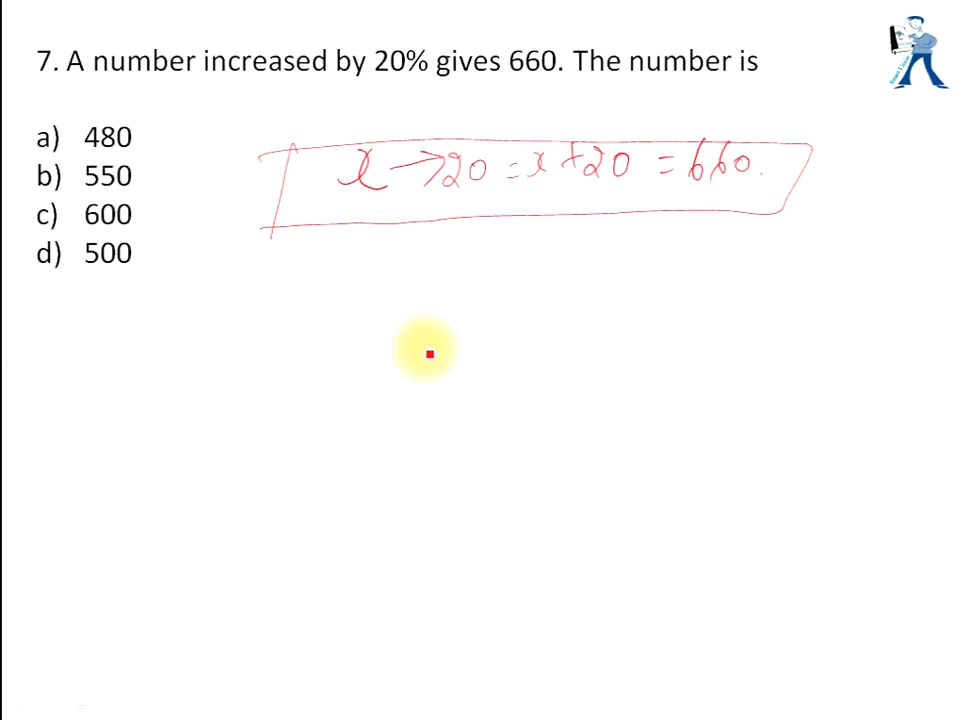 7. A number increased by 20% gives 660. The number is
a) 480
x → 20 = x + 20 = 660.
b) 550
c) 600
d) 500